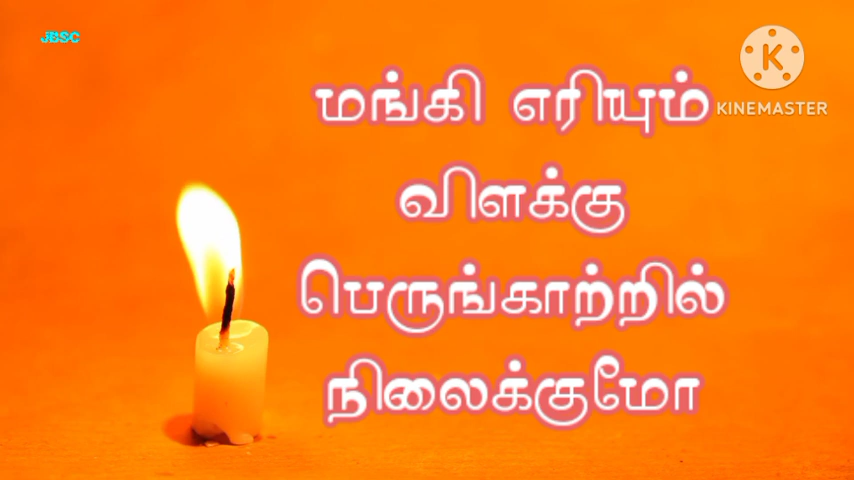 JBSC
மங்கி எரியும்
KINEMASTER
விளக்கு
பெருங்காற்றில்
நிலைக்குமோ